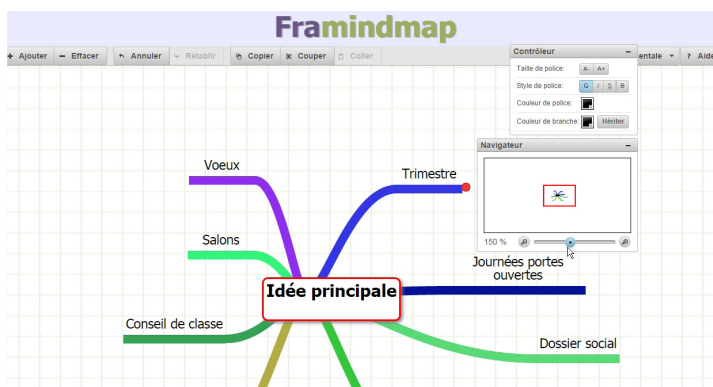 Framindmap
+ Ajouter − Effacer Annuler Rétablir Copier Couper Coller entale ? Aide
Contrôleur −
Taille de police: A- A+
Style de police: G I S B
Couleur de police:
Couleur de branche: Hériter
Navigateur −
150 %
Voeux
Trimestre
Salons
Journées portes
ouvertes
Idée principale
Conseil de classe
Dossier social